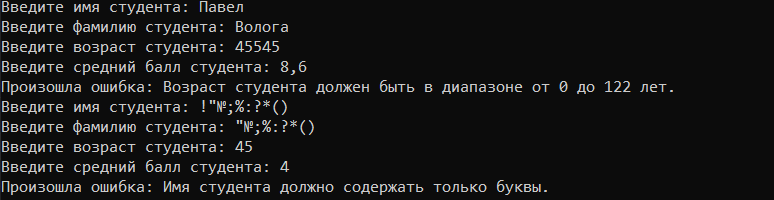 Введите имя студента: Павел
Введите фамилию студента: Волога
Введите возраст студента: 45545
Введите средний балл студента: 8,6
Произошла ошибка: Возраст студента должен быть в диапазоне от 0 до 122 лет.
Введите имя студента: !"№;%:?*()
Введите фамилию студента: "№;%:?*()
Введите возраст студента: 45
Введите средний балл студента: 4
Произошла ошибка: Имя студента должно содержать только буквы.